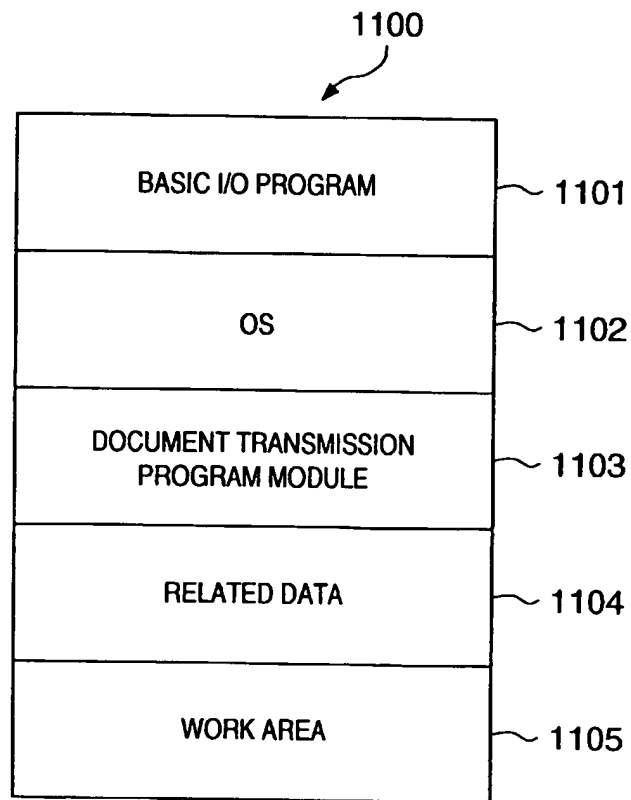 1100
BASIC I/O PROGRAM
1101
OS
1102
DOCUMENT TRANSMISSION
PROGRAM MODULE
1103
RELATED DATA
1104
WORK AREA
1105